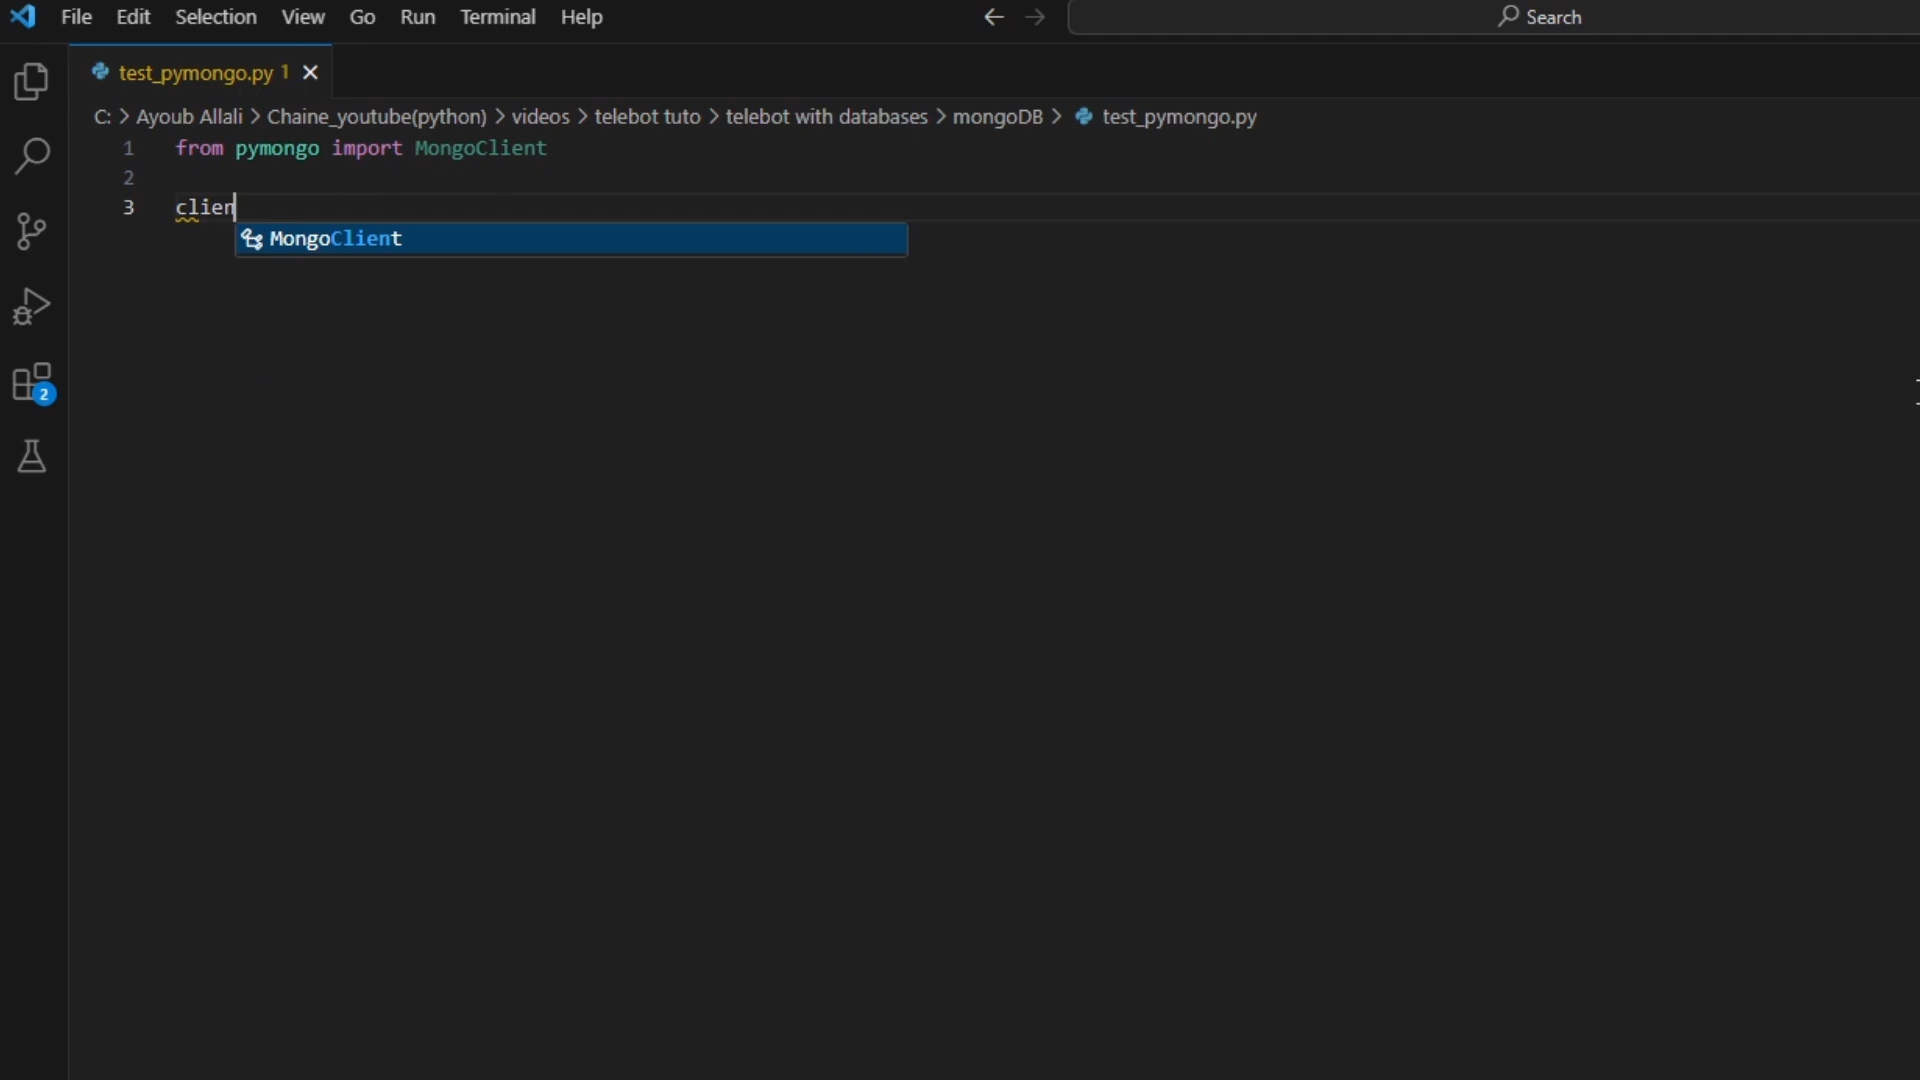 File Edit Selection View Go Run Terminal Help Search
test_pymongo.py 1
C: > Ayoub Allali > Chaine_youtube(python) > videos > telebot tuto > telebot with databases > mongoDB > test_pymongo.py
1 from pymongo import MongoClient
2
3 clien
MongoClient
2